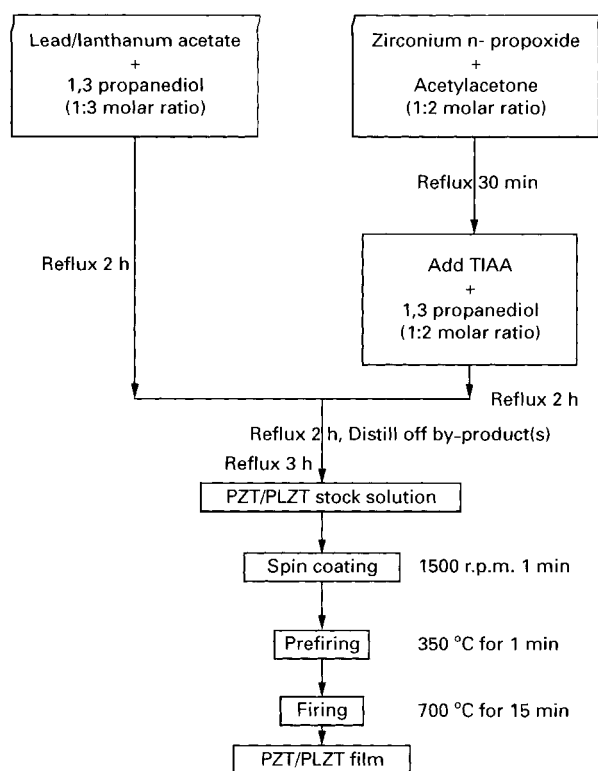 Lead/lanthanum acetate
+
1,3 propanediol
(1:3 molar ratio)
Zirconium n- propoxide
+
Acetylacetone
(1:2 molar ratio)
Reflux 30 min
Reflux 2 h
Add TIAA
+
1,3 propanediol
(1:2 molar ratio)
Reflux 2 h
Reflux 2 h, Distill off by-product(s)
Reflux 3 h
PZT/PLZT stock solution
Spin coating
1500 r.p.m. 1 min
Prefiring
350 °C for 1 min
Firing
700 °C for 15 min
PZT/PLZT film